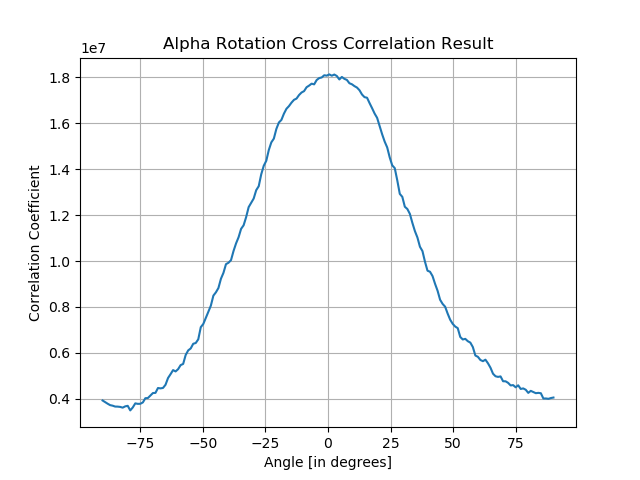 Alpha Rotation Cross Correlation Result
1e7
1.8
1.6
1.4
1.2
1.0
0.8
0.6
0.4
Correlation Coefficient
−75 −50 −25 0 25 50 75
Angle [in degrees]